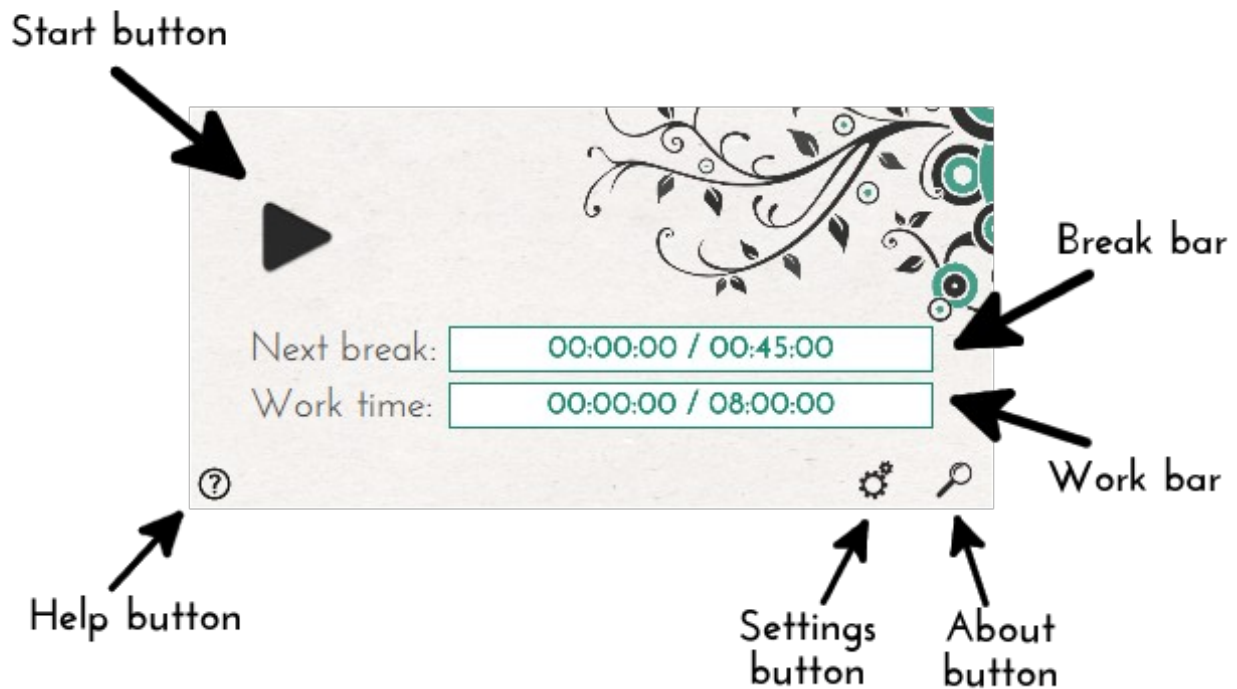 Start button
Break bar
Next break: 00:00:00 / 00:45:00
Work time: 00:00:00 / 08:00:00
Work bar
?
Help button
Settings
button
About
button